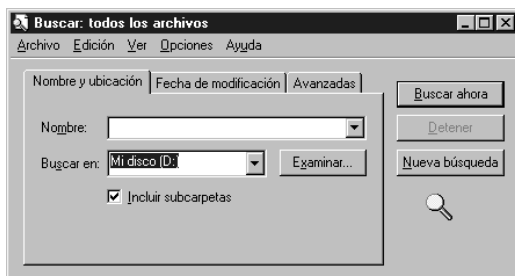 Buscar: todos los archivos
Archivo Edición Ver Opciones Ayuda
Nombre y ubicación Fecha de modificación Avanzadas
Nombre:
Buscar en: Mi disco (D:) Examinar...
Incluir subcarpetas
Buscar ahora
Detener
Nueva búsqueda